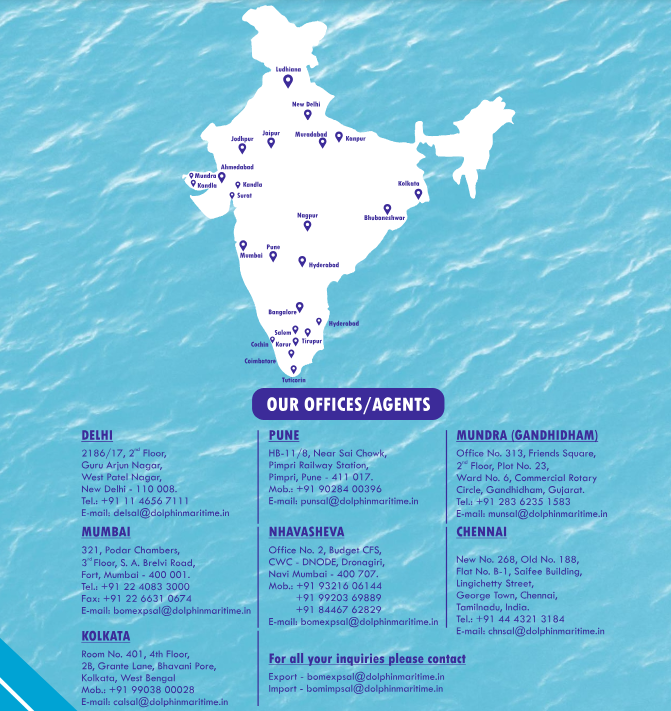 Ludhiana
New Delhi
Jodhpur
Jaipur
Moradabad
Kanpur
Ahmedabad
Mundra
Kandla
Kandla
Surat
Kolkata
Bhubaneshwar
Nagpur
Mumbai
Pune
Hyderabad
Bangalore
Hyderabad
Salem
Cochin
Karur
Tirupur
Coimbatore
Tuticorin
OUR OFFICES/AGENTS
DELHI
2186/17, 2nd Floor,
Guru Arjun Nagar,
West Patel Nagar,
New Delhi - 110 008.
Tel.: +91 11 4656 7111
E-mail: delsal@dolphinmaritime.in
PUNE
HB-11/8, Near Sai Chowk,
Pimpri Railway Station,
Pimpri, Pune - 411 017.
Mob.: +91 90284 00396
E-mail: punsal@dolphinmaritime.in
MUNDRA (GANDHIDHAM)
Office No. 313, Friends Square,
2nd Floor, Plot No. 23,
Ward No. 6, Commercial Rotary
Circle, Gandhidham, Gujarat.
Tel.: +91 283 6235 1583
E-mail: munsal@dolphinmaritime.in
MUMBAI
321, Podar Chambers,
3rd Floor, S. A. Brelvi Road,
Fort, Mumbai - 400 001.
Tel.: +91 22 4083 3000
Fax: +91 22 6631 0674
E-mail: bomexpsal@dolphinmaritime.in
NHAVASHEVA
Office No. 2, Budget CFS,
CWC - DNODE, Dronagiri,
Navi Mumbai - 400 707.
Mob.: +91 93216 06144
+91 99203 69889
+91 84467 62829
E-mail: bomexpsal@dolphinmaritime.in
CHENNAI
New No. 268, Old No. 188,
Flat No. B-1, Saifee Building,
Lingichetty Street,
George Town, Chennai,
Tamilnadu, India.
Tel.: +91 44 4321 3184
E-mail: chnsal@dolphinmaritime.in
KOLKATA
Room No. 401, 4th Floor,
28, Grante Lane, Bhavani Pore,
Kolkata, West Bengal
Mob.: +91 99038 00028
E-mail: calsal@dolphinmaritime.in
For all your inquiries please contact
Export - bomexpsal@dolphinmaritime.in
Import - bomimpsal@dolphinmaritime.in